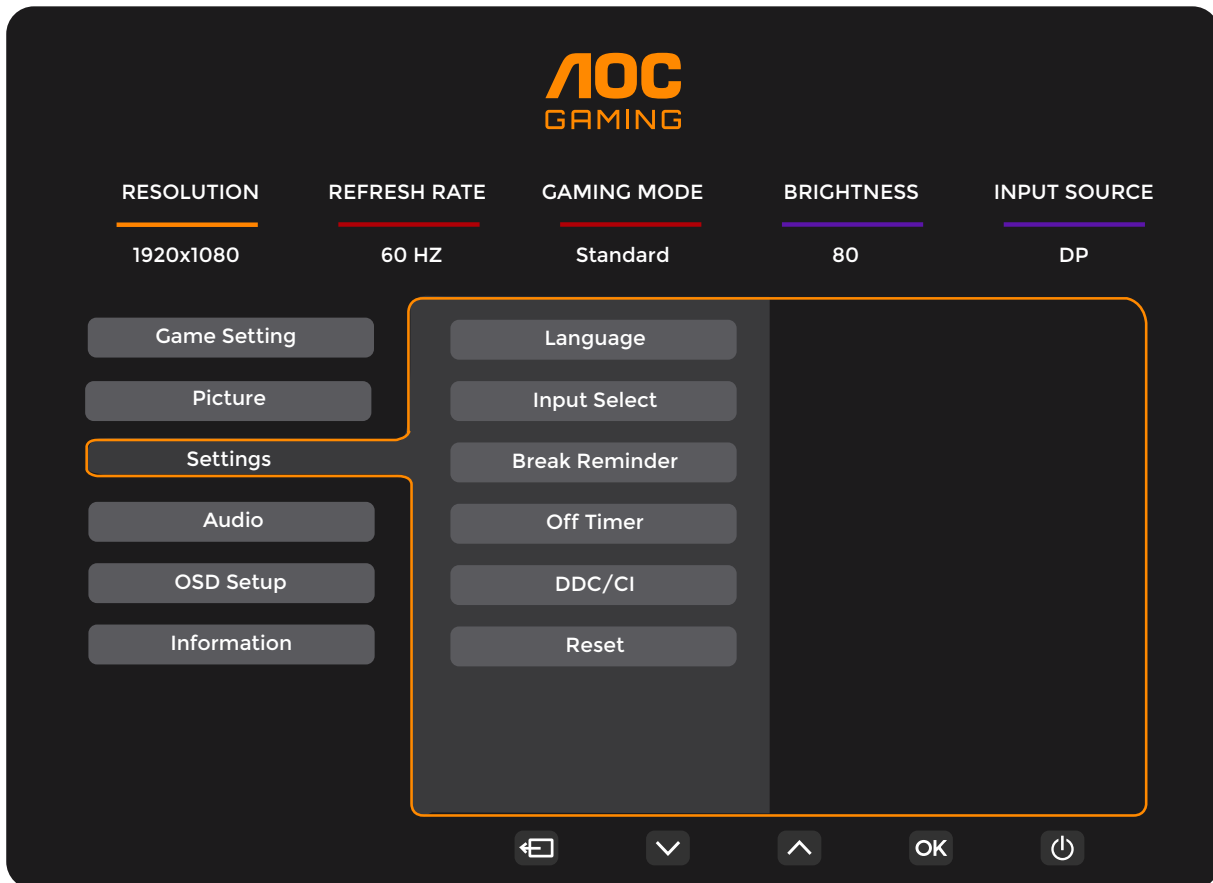 AOC
GAMING
RESOLUTION REFRESH RATE GAMING MODE BRIGHTNESS INPUT SOURCE
1920x1080 60 HZ Standard 80 DP
Game Setting
Picture
Settings
Audio
OSD Setup
Information
Language
Input Select
Break Reminder
Off Timer
DDC/CI
Reset
OK